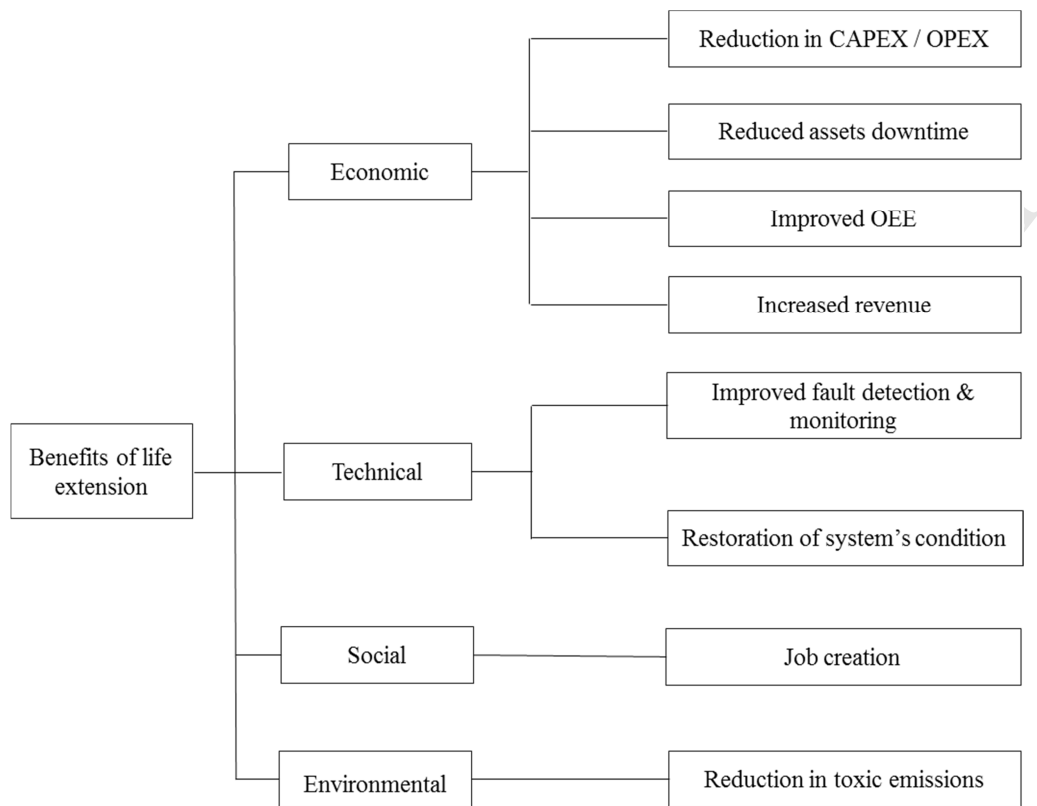 Benefits of life
extension
Economic
Reduction in CAPEX / OPEX
Reduced assets downtime
Improved OEE
Increased revenue
Technical
Improved fault detection &
monitoring
Restoration of system’s condition
Social
Job creation
Environmental
Reduction in toxic emissions